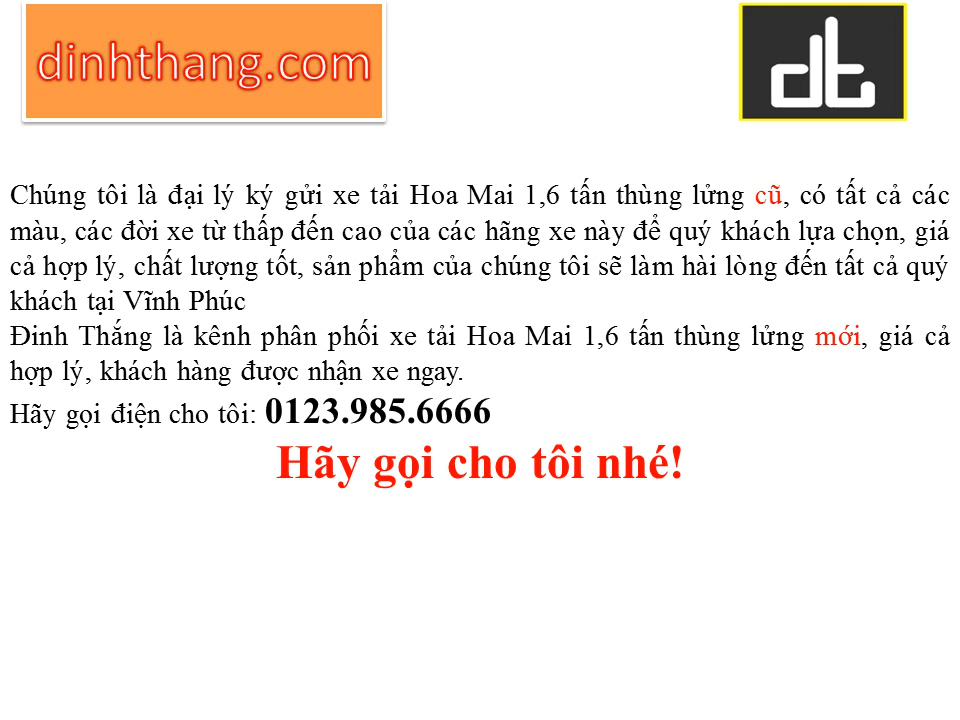 dinhthang.com
dt
Chúng tôi là đại lý ký gửi xe tải Hoa Mai 1,6 tấn thùng lửng cũ, có tất cả các
màu, các đời xe từ thấp đến cao của các hãng xe này để quý khách lựa chọn, giá
cả hợp lý, chất lượng tốt, sản phẩm của chúng tôi sẽ làm hài lòng đến tất cả quý
khách tại Vĩnh Phúc
Đinh Thắng là kênh phân phối xe tải Hoa Mai 1,6 tấn thùng lửng mới, giá cả
hợp lý, khách hàng được nhận xe ngay.
Hãy gọi điện cho tôi: 0123.985.6666
Hãy gọi cho tôi nhé!